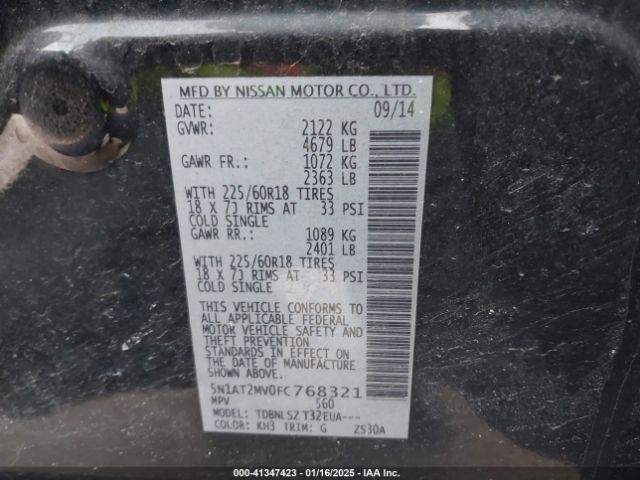 MFD BY NISSAN MOTOR CO., LTD.
DATE: 09/14
GVWR: 2122 KG
4679 LB
GAWR FR.: 1072 KG
2363 LB
WITH 225/60R18 TIRES
18 X 7J RIMS AT 33 PSI
COLD SINGLE
GAWR RR.: 1089 KG
2401 LB
WITH 225/60R18 TIRES
18 X 7J RIMS AT 33 PSI
COLD SINGLE
THIS VEHICLE CONFORMS TO
ALL APPLICABLE FEDERAL
MOTOR VEHICLE SAFETY AND
THEFT PREVENTION
STANDARDS IN EFFECT ON
THE DATE OF MANUFACTURE
SHOWN ABOVE.
5N1AT2MV0FC768321
MPV 560
MODEL: TDBNLSZ T32EUA---
COLOR: KH3 TRIM: G ZS30A
000-41347423 - 01/16/2025 - IAA Inc.